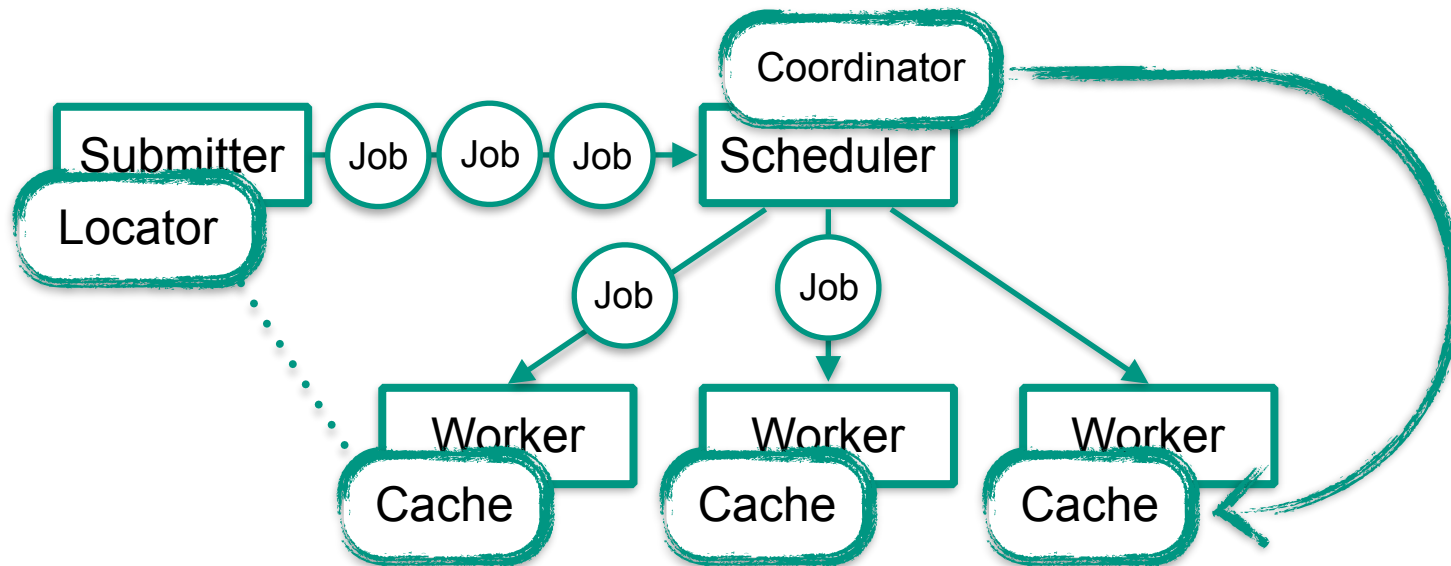 Coordinator
Submitter
Job
Job
Job
Scheduler
Locator
Job
Job
Worker
Worker
Worker
Cache
Cache
Cache